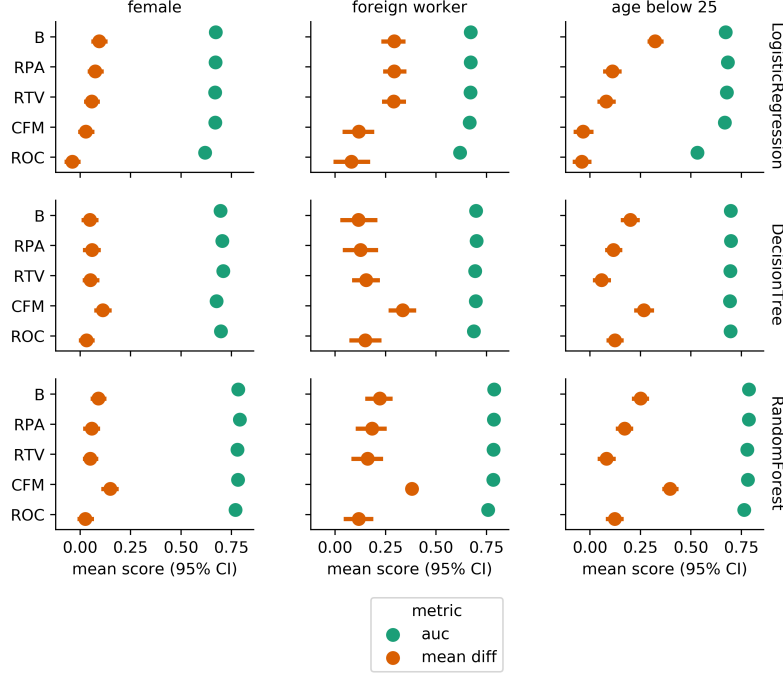 female foreign worker age below 25
B
RPA
RTV
CFM
ROC
LogisticRegression
B
RPA
RTV
CFM
ROC
DecisionTree
B
RPA
RTV
CFM
ROC
RandomForest
0.00 0.25 0.50 0.75 0.00 0.25 0.50 0.75 0.00 0.25 0.50 0.75
mean score (95% CI) mean score (95% CI) mean score (95% CI)
metric
auc
mean diff